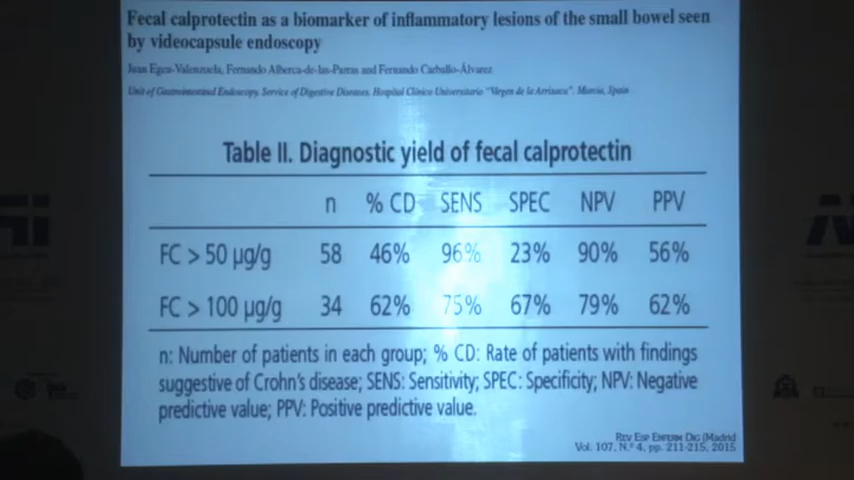 Fecal calprotectin as a biomarker of inflammatory lesions of the small bowel seen
by videocapsule endoscopy
Juan Egea-Valenzuela, Fernando Alberca-de-las-Parras and Fernando Carballo-Álvarez
Unit of Gastrointestinal Endoscopy. Service of Digestive Diseases. Hospital Clínico Universitario "Virgen de la Arrixaca". Murcia, Spain
Table II. Diagnostic yield of fecal calprotectin
n % CD SENS SPEC NPV PPV
FC > 50 µg/g 58 46% 96% 23% 90% 56%
FC > 100 µg/g 34 62% 75% 67% 79% 62%
n: Number of patients in each group; % CD: Rate of patients with findings
suggestive of Crohn's disease; SENS: Sensitivity; SPEC: Specificity; NPV: Negative
predictive value; PPV: Positive predictive value.
Rev Esp Enferm Dig (Madrid
Vol. 107, N.º 4, pp. 211-215, 2015